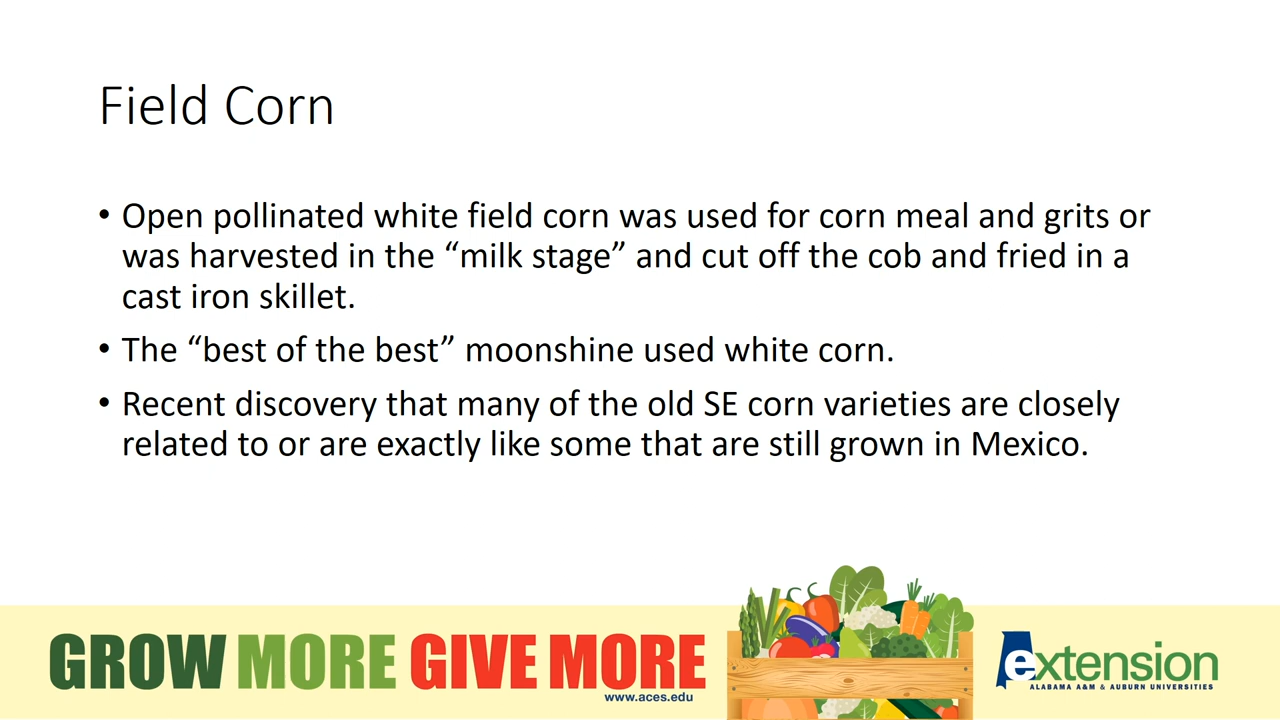 Field Corn
• Open pollinated white field corn was used for corn meal and grits or
was harvested in the “milk stage” and cut off the cob and fried in a
cast iron skillet.
• The “best of the best” moonshine used white corn.
• Recent discovery that many of the old SE corn varieties are closely
related to or are exactly like some that are still grown in Mexico.
GROW MORE GIVE MORE
www.aces.edu
extension
ALABAMA A&M & AUBURN UNIVERSITIES